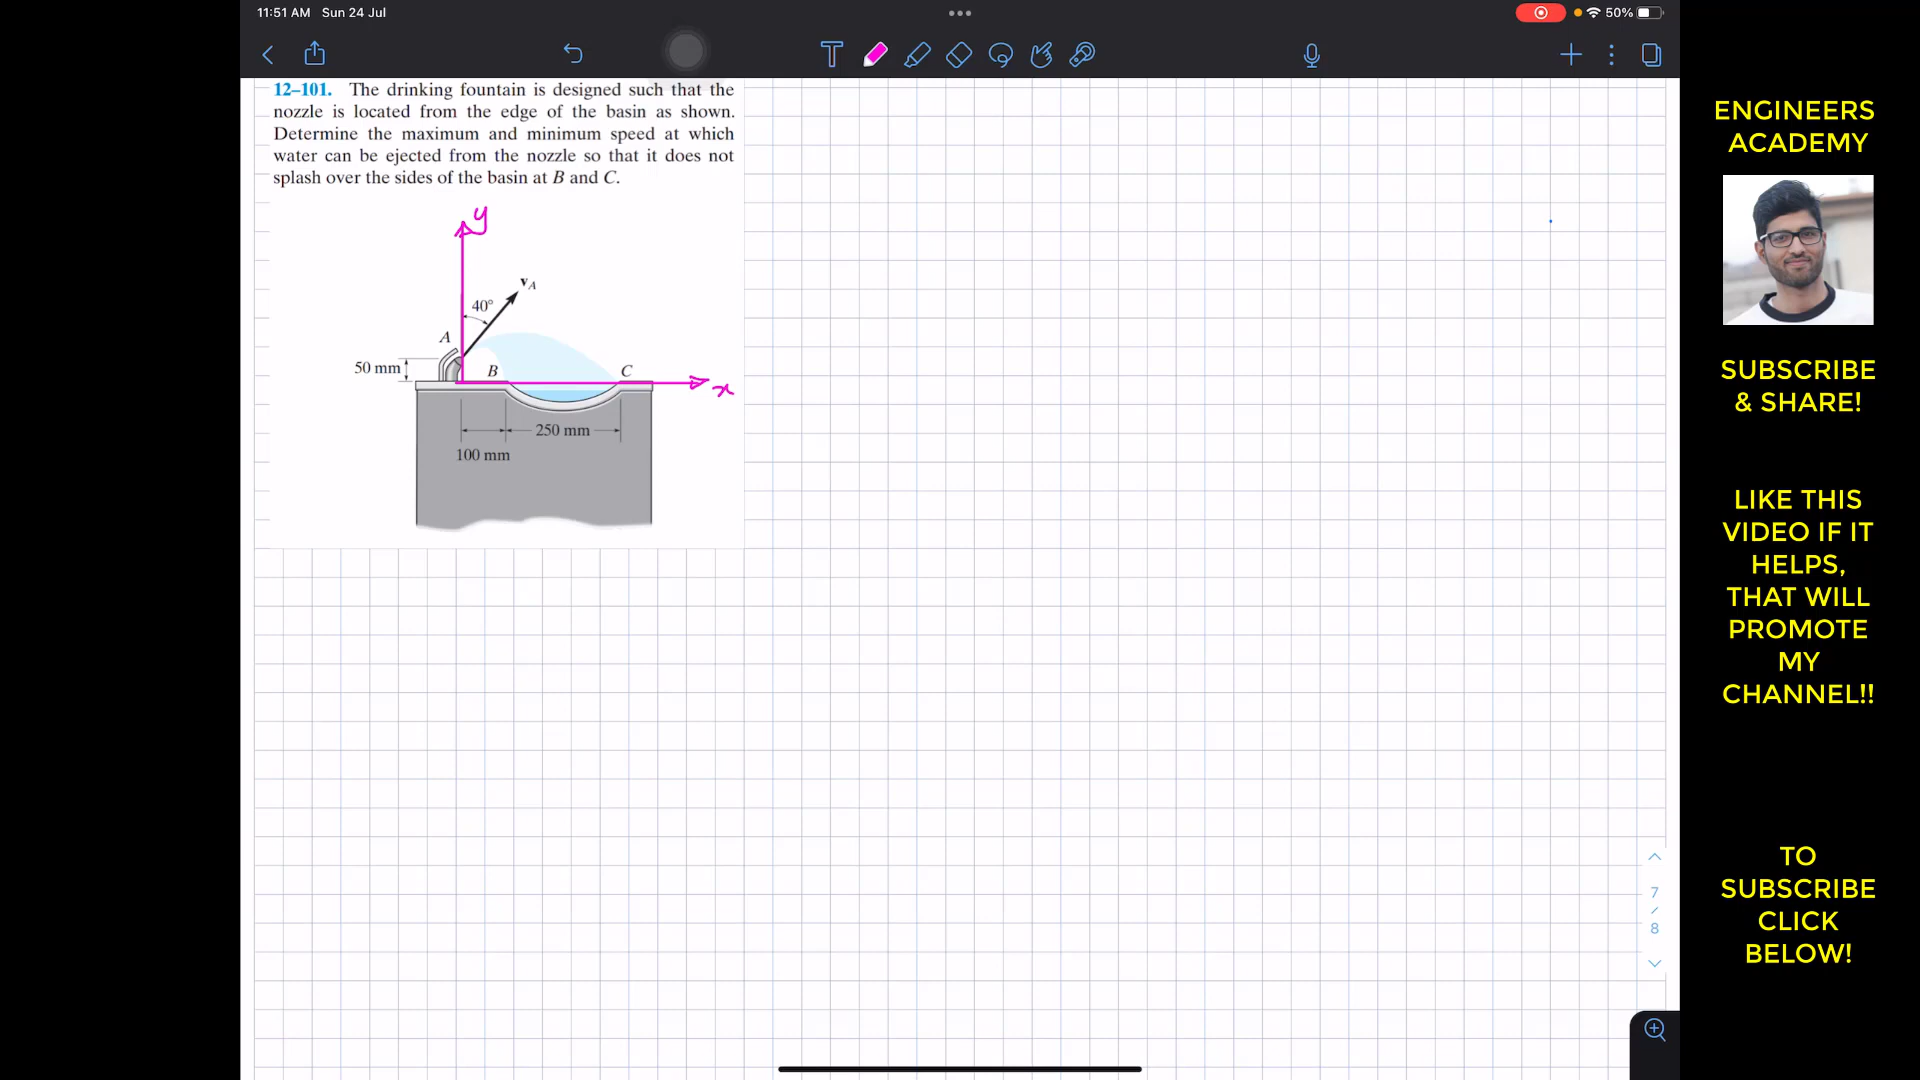 11:51 AM Sun 24 Jul
50%
12–101. The drinking fountain is designed such that the
nozzle is located from the edge of the basin as shown.
Determine the maximum and minimum speed at which
water can be ejected from the nozzle so that it does not
splash over the sides of the basin at B and C.
y
vA
40°
A
50 mm
B
C
x
250 mm
100 mm
7
/
8
ENGINEERS
ACADEMY
SUBSCRIBE
& SHARE!
LIKE THIS
VIDEO IF IT
HELPS,
THAT WILL
PROMOTE
MY
CHANNEL!!
TO
SUBSCRIBE
CLICK
BELOW!